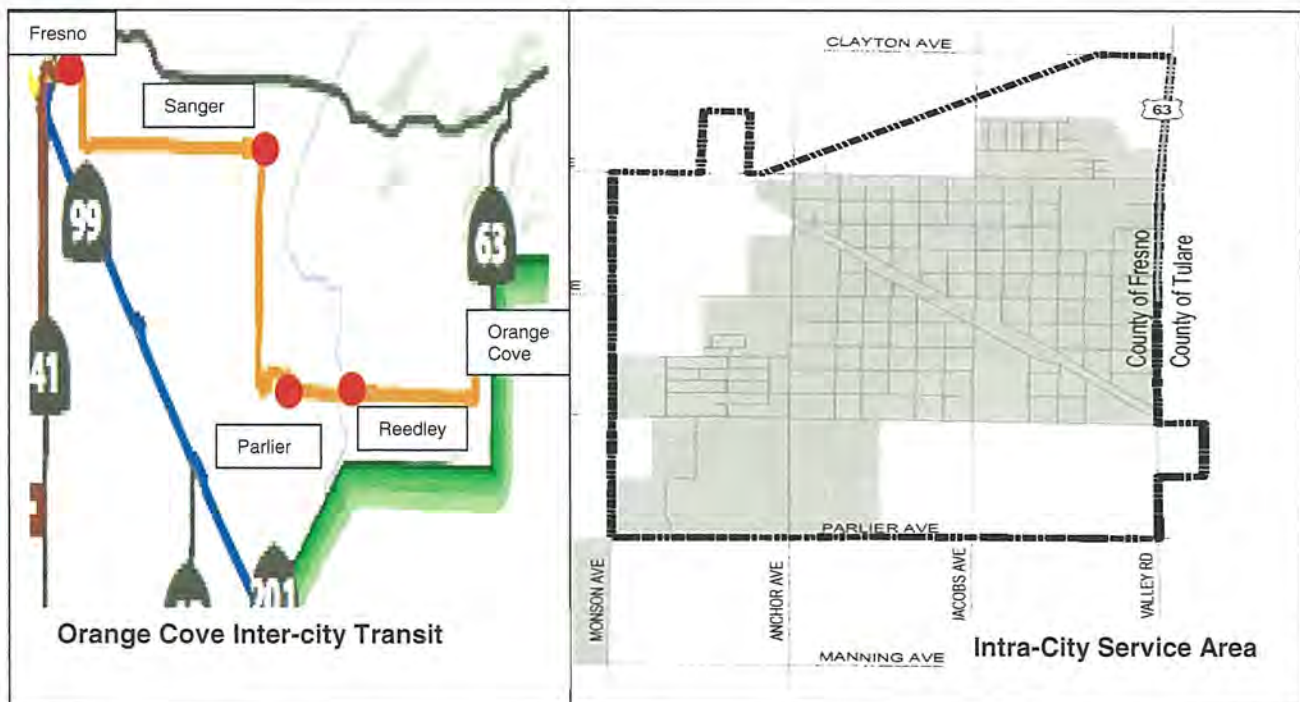 Fresno
Sanger
99
63
41
Orange
Cove
Parlier
Reedley
201
Orange Cove Inter-city Transit
CLAYTON AVE
63
County of Fresno
County of Tulare
PARLIER AVE
MONSON AVE
ANCHOR AVE
JACOBS AVE
VALLEY RD
MANNING AVE
Intra-City Service Area